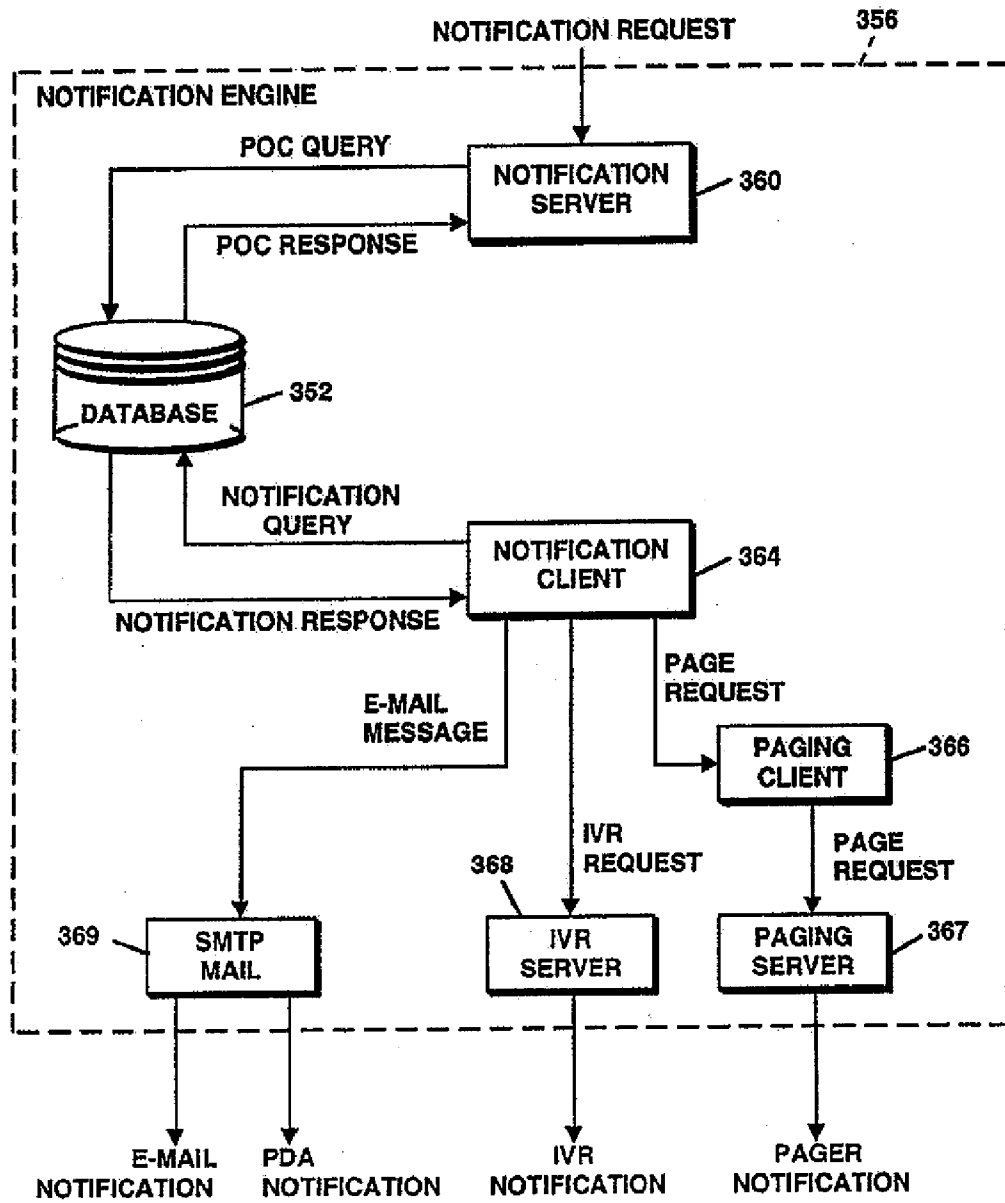 NOTIFICATION REQUEST
356
NOTIFICATION ENGINE
POC QUERY
NOTIFICATION
SERVER
360
POC RESPONSE
DATABASE
352
NOTIFICATION
QUERY
NOTIFICATION
CLIENT
364
NOTIFICATION RESPONSE
PAGE
REQUEST
E-MAIL
MESSAGE
PAGING
CLIENT
366
IVR
REQUEST
PAGE
REQUEST
368
369
SMTP
MAIL
IVR
SERVER
PAGING
SERVER
367
E-MAIL
NOTIFICATION
PDA
NOTIFICATION
IVR
NOTIFICATION
PAGER
NOTIFICATION